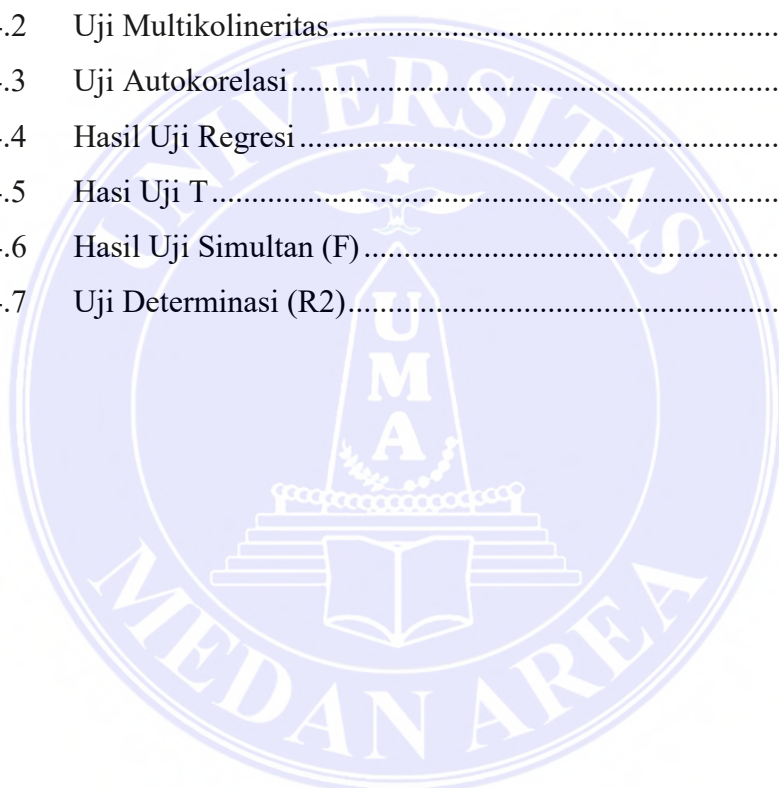 .2 Uji Multikolineritas........................................................
.3 Uji Autokorelasi.............................................................
.4 Hasil Uji Regresi............................................................
.5 Hasi Uji T.......................................................................
.6 Hasil Uji Simultan (F)....................................................
.7 Uji Determinasi (R2)......................................................
UNIVERSITAS
U
M
A
MEDAN AREA